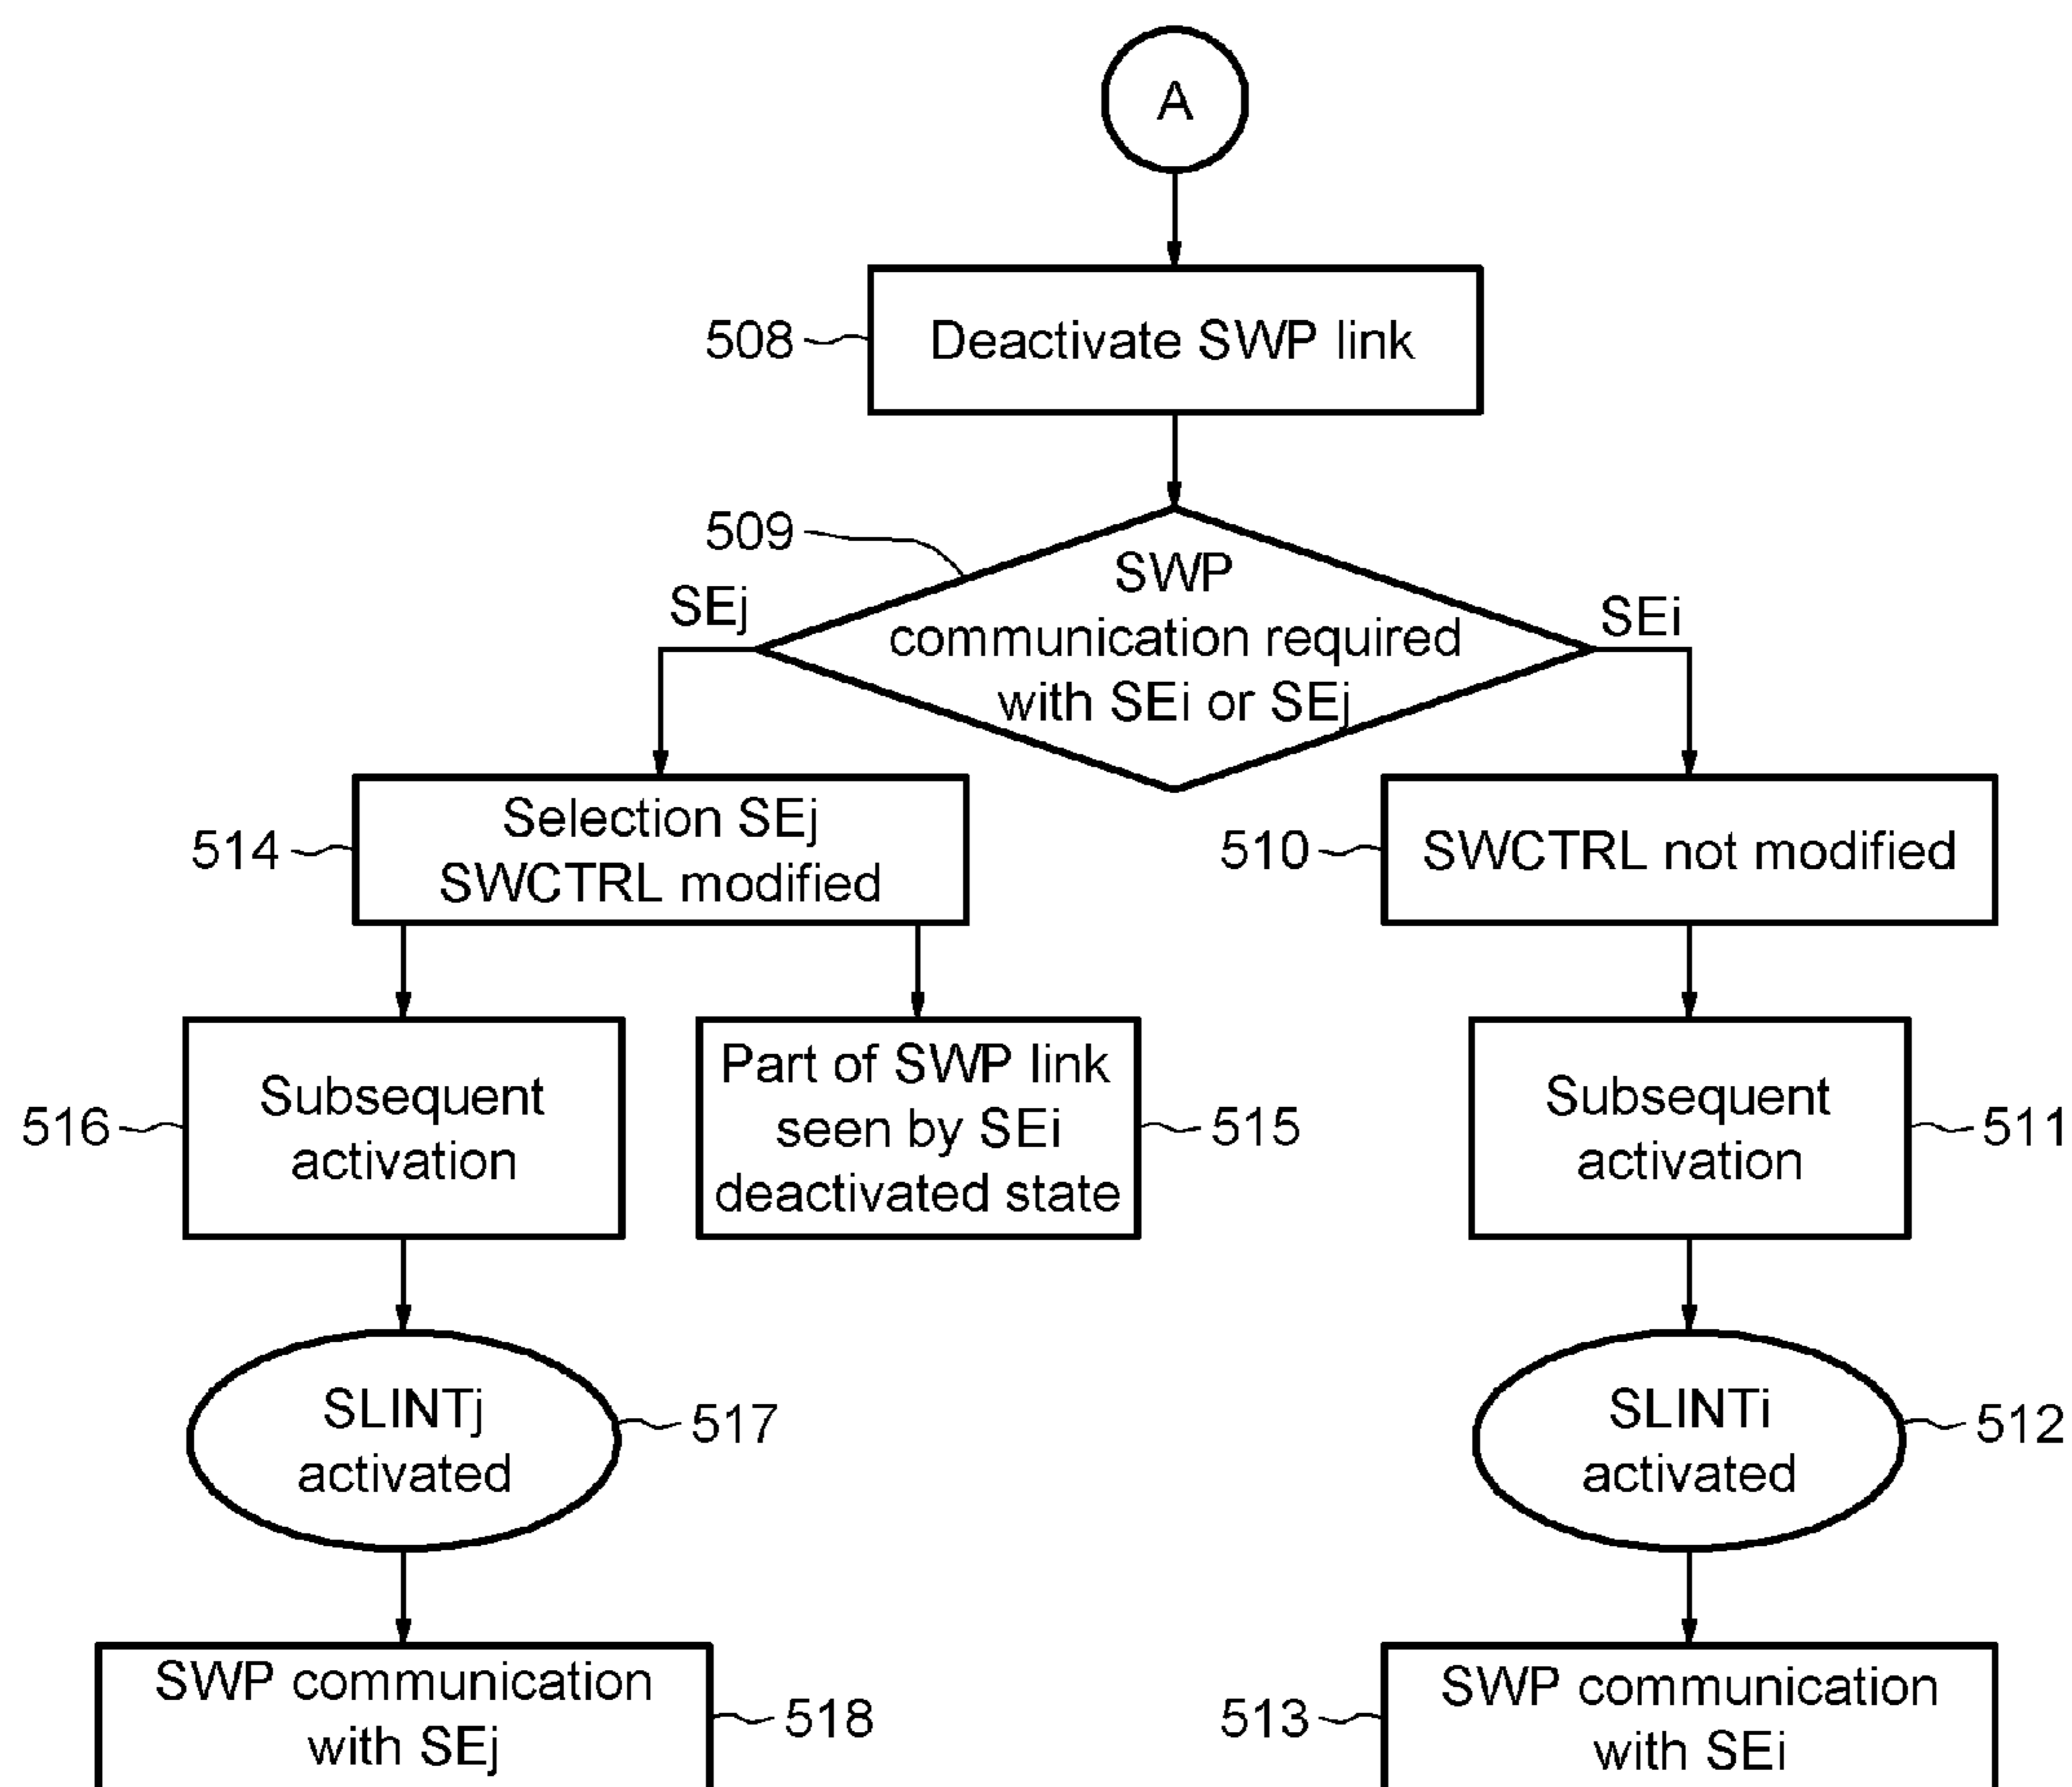 A
508
Deactivate SWP link
509
SWP
communication required
with SEi or SEj
SEj
SEi
514
Selection SEj
SWCTRL modified
510
SWCTRL not modified
516
Subsequent
activation
Part of SWP link
seen by SEi
deactivated state
515
Subsequent
activation
511
SLINTj
activated
517
SLINTi
activated
512
SWP communication
with SEj
518
513
SWP communication
with SEi